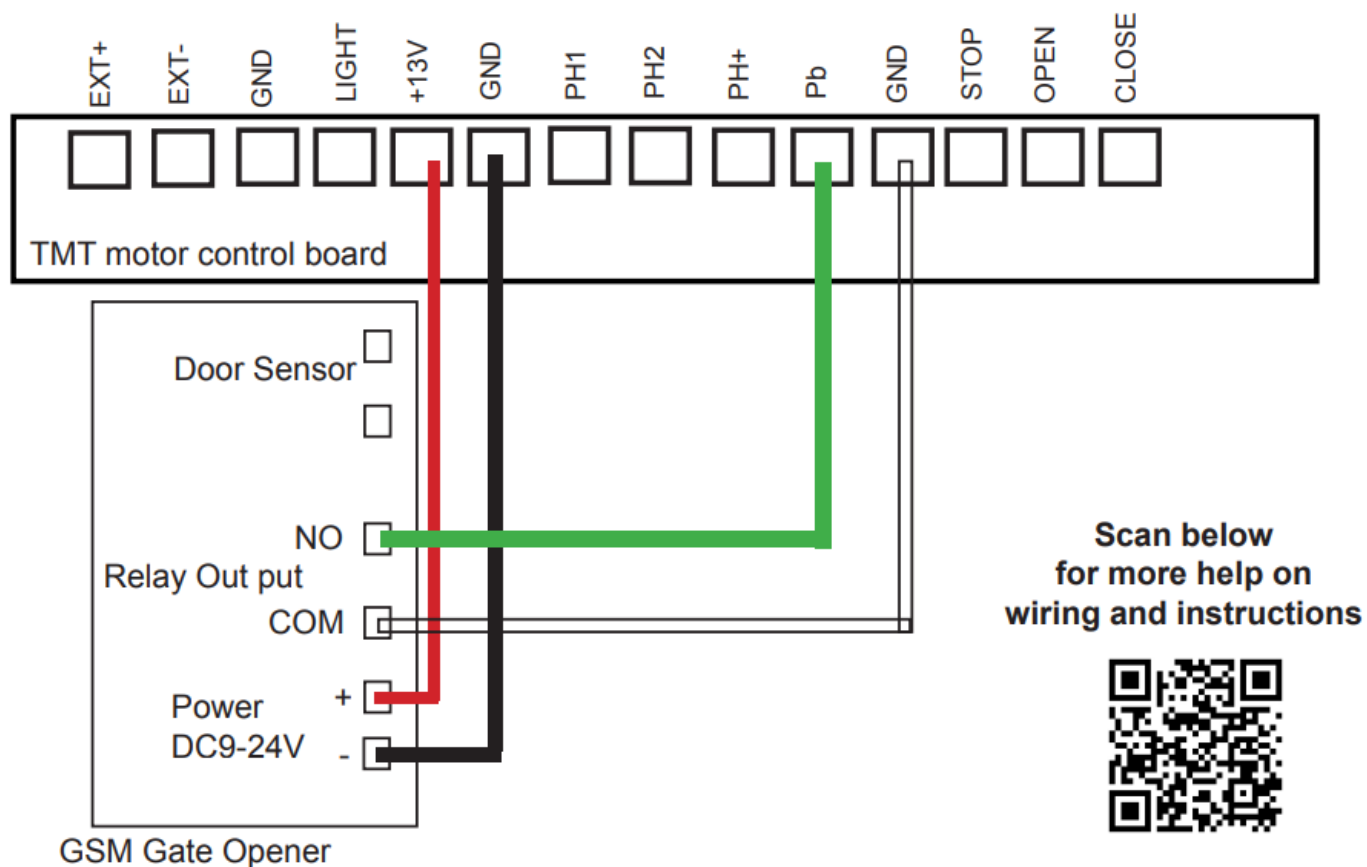 EXT+
EXT-
GND
LIGHT
+13V
GND
PH1
PH2
PH+
Pb
GND
STOP
OPEN
CLOSE
TMT motor control board
Door Sensor
NO
Relay Out put
COM
+
Power
DC9-24V
-
GSM Gate Opener
Scan below
for more help on
wiring and instructions